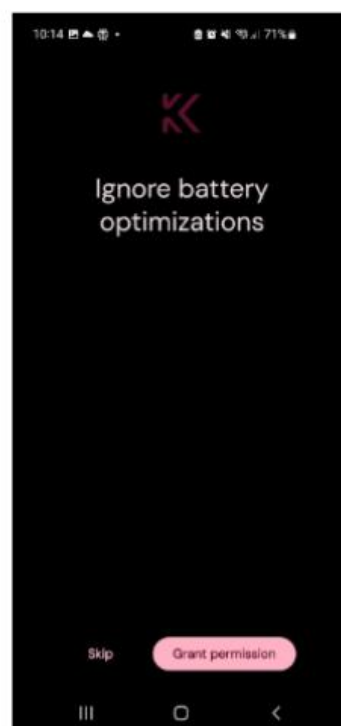 10:14
71%
Ignore battery
optimizations
Skip
Grant permission